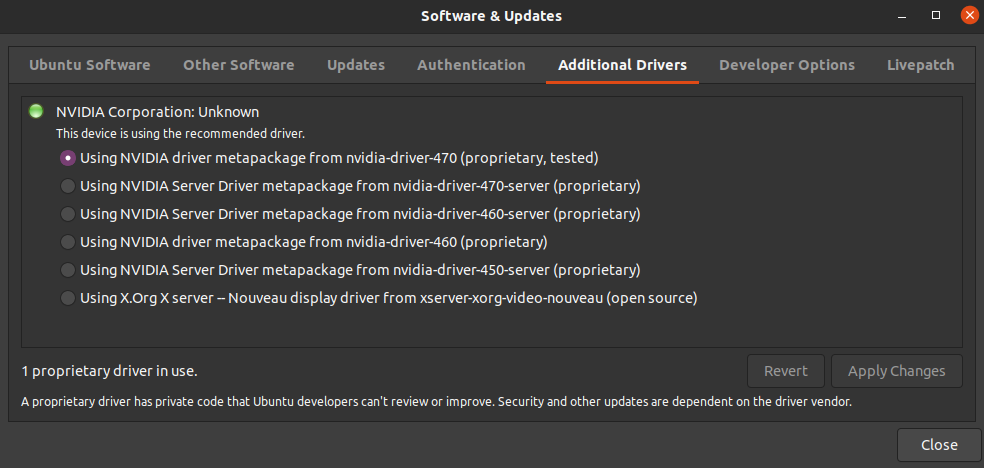 Software & Updates
Ubuntu Software Other Software Updates Authentication Additional Drivers Developer Options Livepatch
NVIDIA Corporation: Unknown
This device is using the recommended driver.
Using NVIDIA driver metapackage from nvidia-driver-470 (proprietary, tested)
Using NVIDIA Server Driver metapackage from nvidia-driver-470-server (proprietary)
Using NVIDIA Server Driver metapackage from nvidia-driver-460-server (proprietary)
Using NVIDIA driver metapackage from nvidia-driver-460 (proprietary)
Using NVIDIA Server Driver metapackage from nvidia-driver-450-server (proprietary)
Using X.Org X server -- Nouveau display driver from xserver-xorg-video-nouveau (open source)
1 proprietary driver in use.
Revert Apply Changes
A proprietary driver has private code that Ubuntu developers can't review or improve. Security and other updates are dependent on the driver vendor.
Close